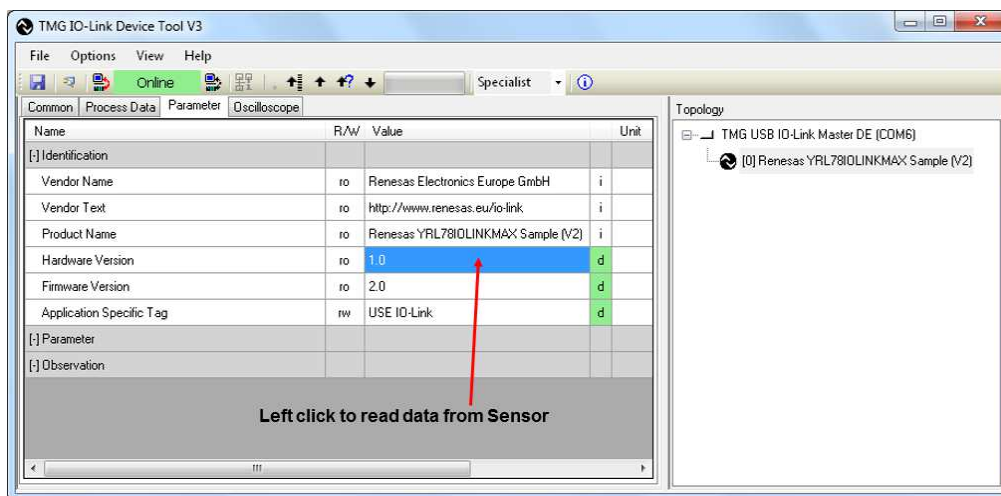 TMG IO-Link Device Tool V3
File Options View Help
Online Specialist
Common Process Data Parameter Oscilloscope
Name R/W Value Unit
[-] Identification
Vendor Name ro Renesas Electronics Europe GmbH i
Vendor Text ro http://www.renesas.eu/io-link i
Product Name ro Renesas YRL78IOLINKMAX Sample (V2) i
Hardware Version ro 1.0 d
Firmware Version ro 2.0 d
Application Specific Tag rw USE IO-Link d
[-] Parameter
[-] Observation
Left click to read data from Sensor
Topology
TMG USB IO-Link Master DE (COM6)
[0] Renesas YRL78IOLINKMAX Sample (V2)